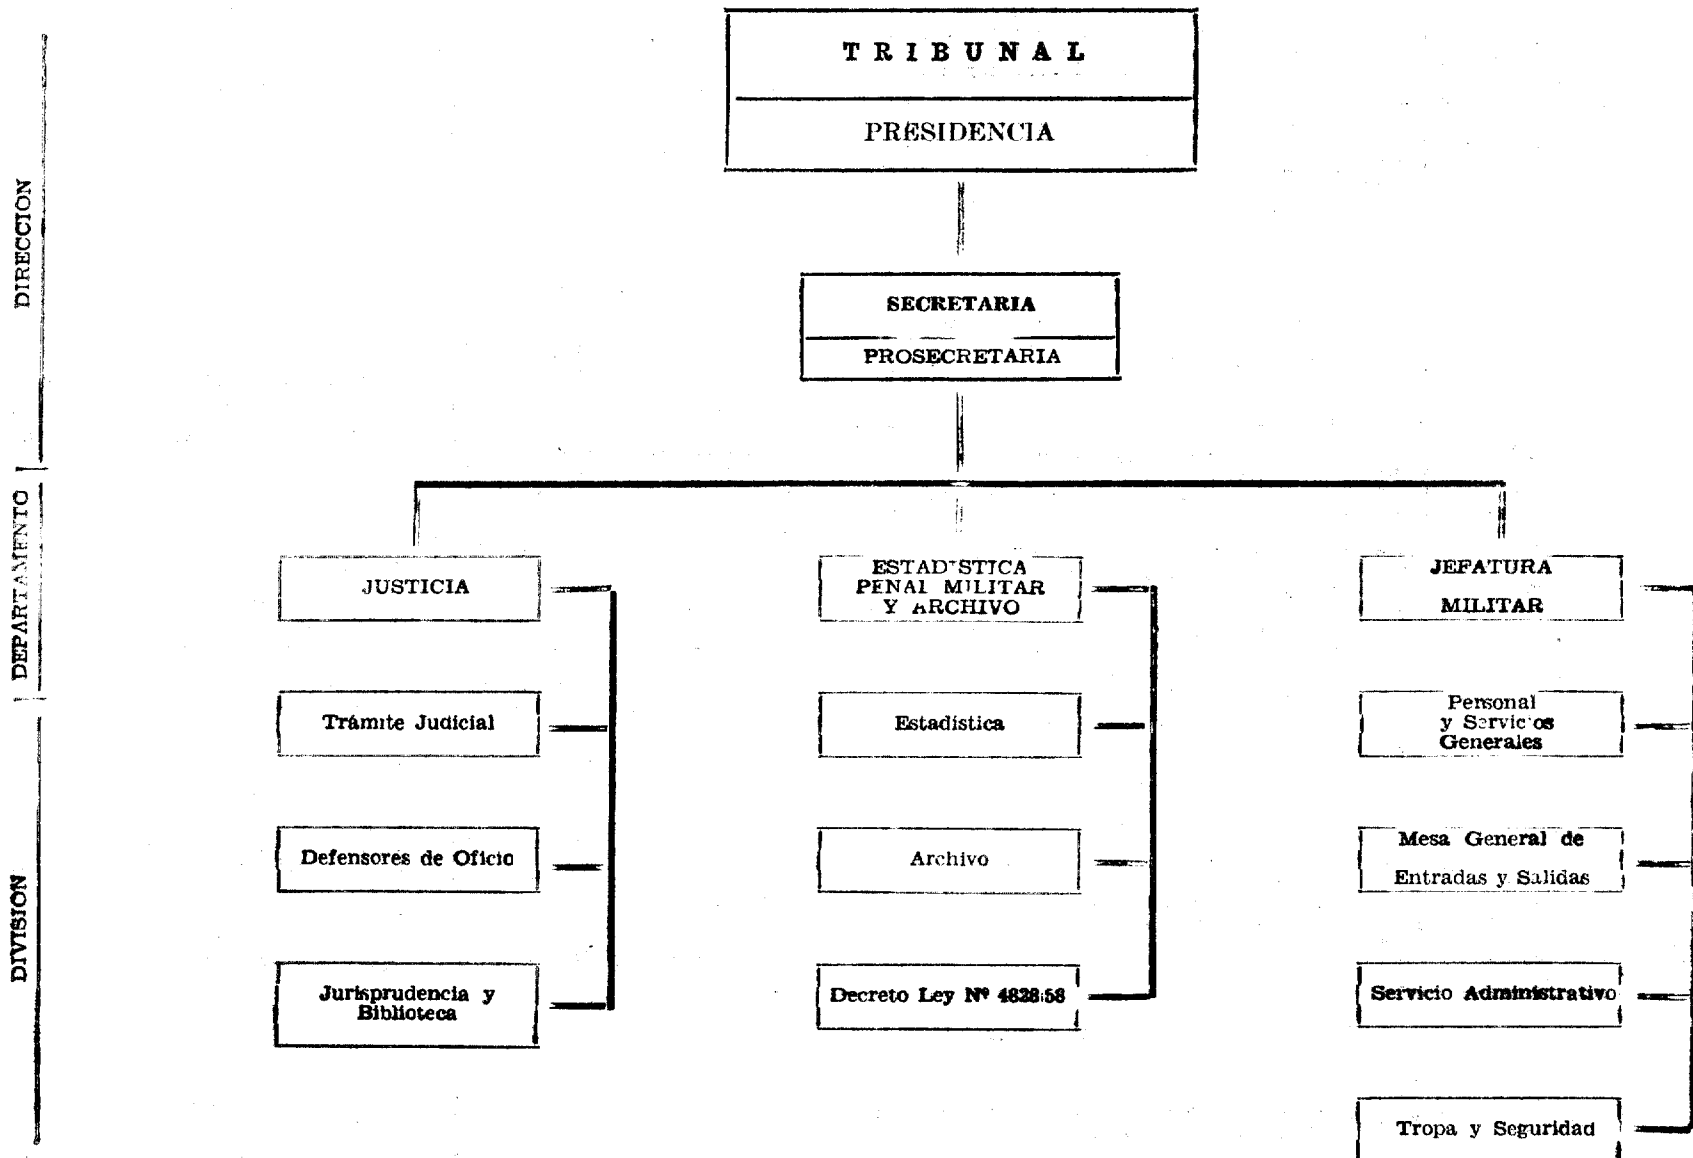 T R I B U N A L
PRESIDENCIA
DIRECCION
SECRETARIA
PROSECRETARIA
DEPARTAMENTO
JUSTICIA
ESTADISTICA
PENAL MILITAR
Y ARCHIVO
JEFATURA
MILITAR
DIVISION
Trámite Judicial
Estadística
Personal
y Servicios
Generales
Defensores de Oficio
Archivo
Mesa General de
Entradas y Salidas
Jurisprudencia y
Biblioteca
Decreto Ley Nº 4828/58
Servicio Administrativo
Tropa y Seguridad